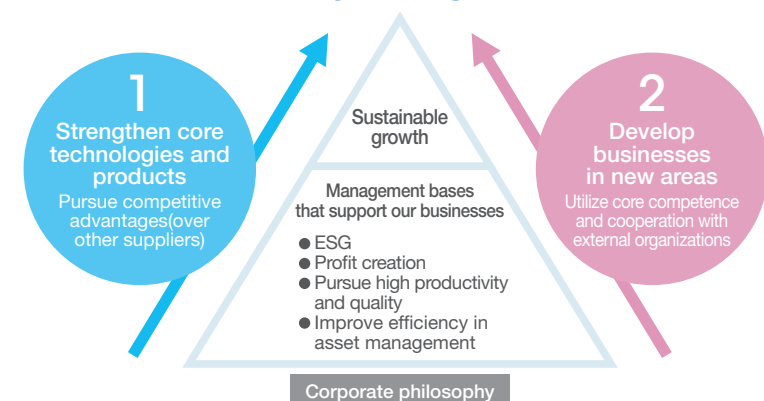 1
Strengthen core
technologies and
products
Pursue competitive
advantages(over
other suppliers)
Sustainable
growth
Management bases
that support our businesses
● ESG
● Profit creation
● Pursue high productivity
and quality
● Improve efficiency in
asset management
2
Develop
businesses
in new areas
Utilize core competence
and cooperation with
external organizations
Corporate philosophy